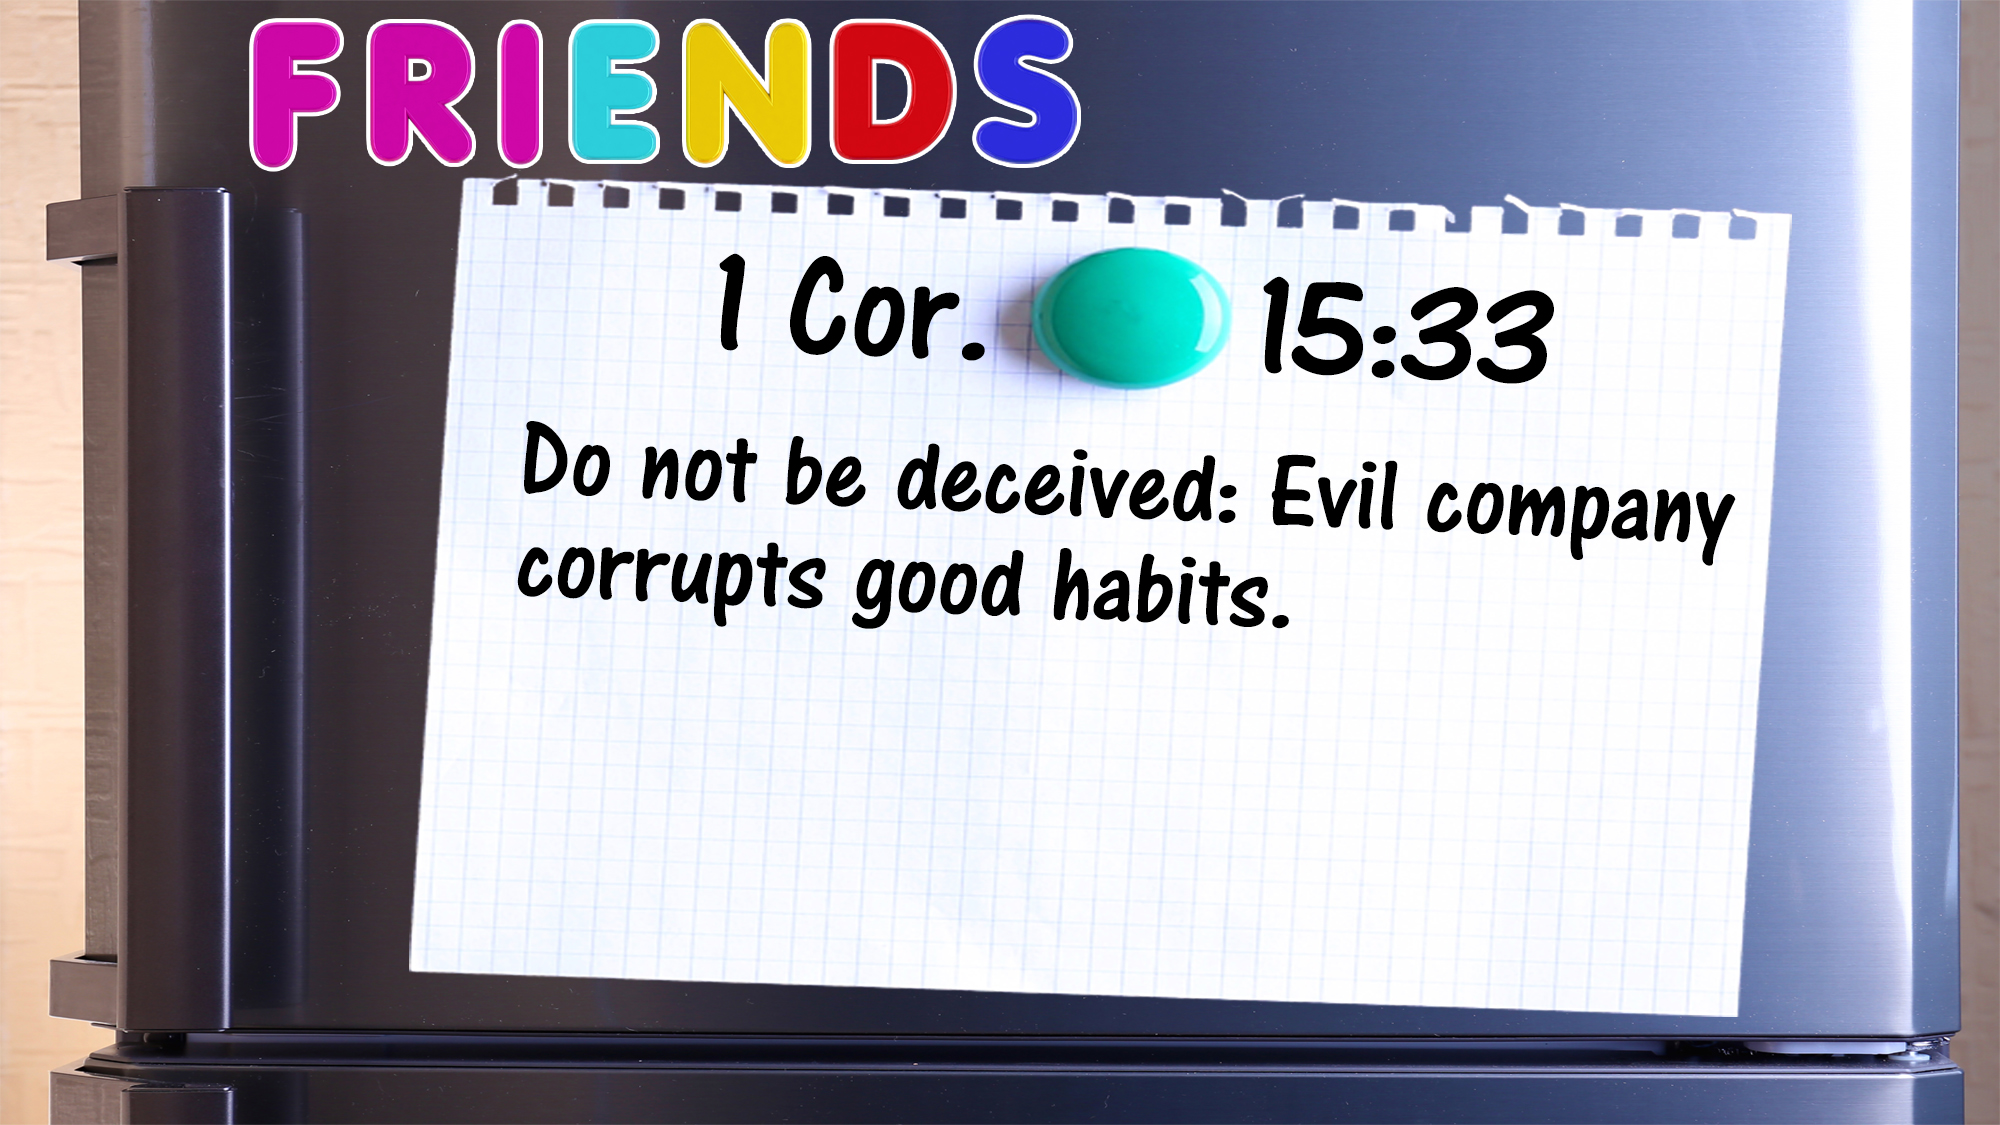 FRIENDS
1 Cor. 15:33
Do not be deceived: Evil company
corrupts good habits.